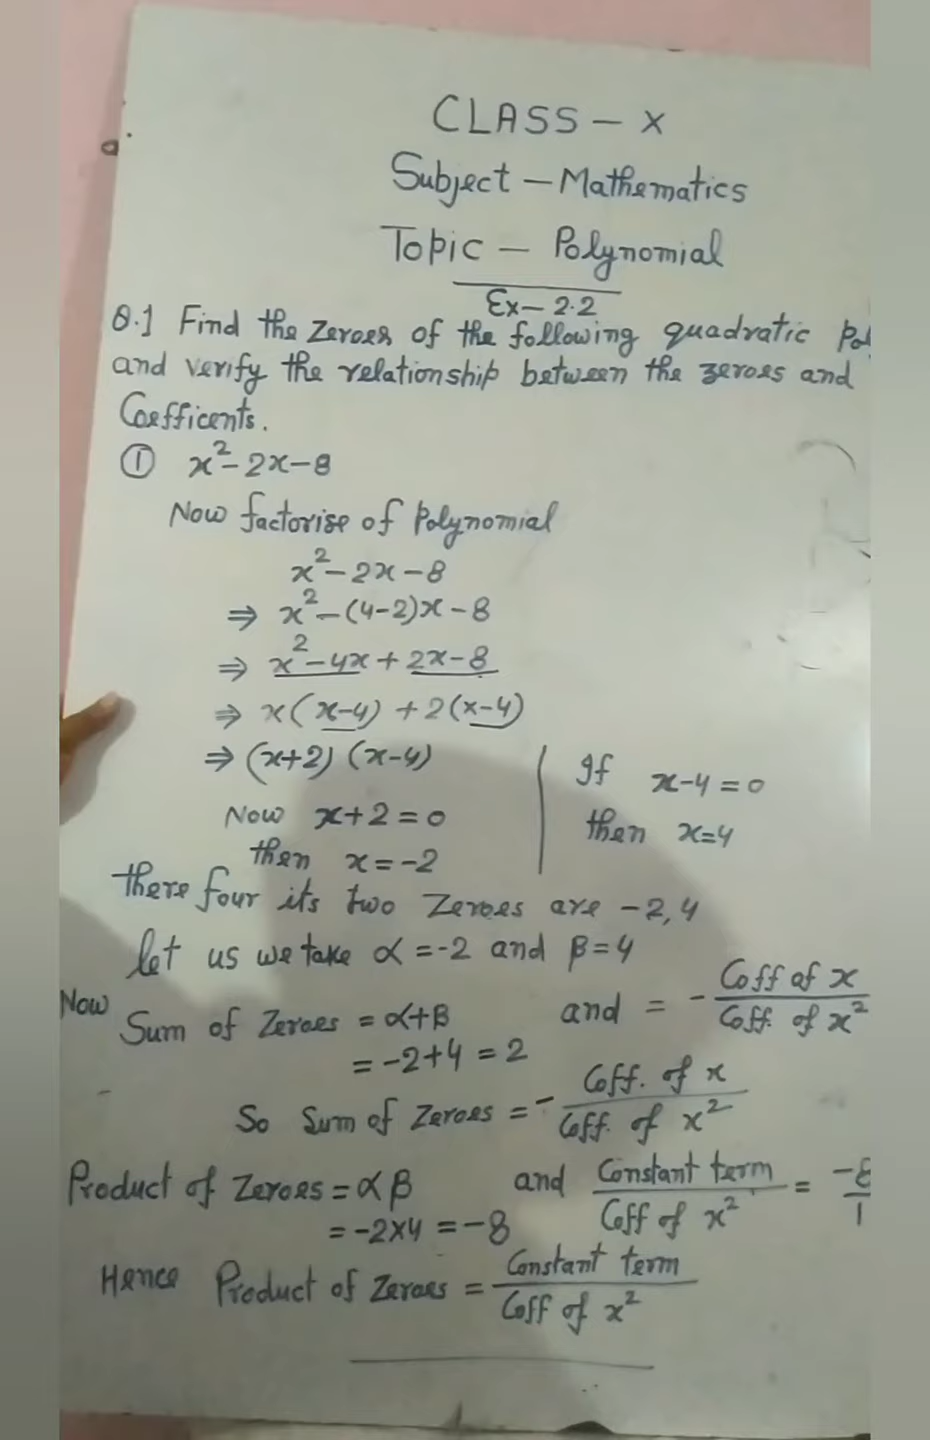 CLASS – X
Subject – Mathematics
Topic – Polynomial
Ex – 2.2
Q.1 Find the Zeroes of the following quadratic Pol
and verify the relationship between the zeroes and
Coefficents.
① x² - 2x - 8
Now factorise of Polynomial
x² - 2x - 8
⇒ x² - (4-2)x - 8
⇒ x² - 4x + 2x - 8
⇒ x(x-4) + 2(x-4)
⇒ (x+2) (x-4)
Now x+2 = 0
then x = -2
If x-4 = 0
then x=4
there four its two Zeroes are -2, 4
let us we take α = -2 and β = 4
Now Sum of Zeroes = α+β and = - Coff of x / Coff. of x²
= -2+4 = 2
So Sum of Zeroes = - Coff. of x / Coff. of x²
Product of Zeroes = αβ and Constant term / Coff of x² = -8 / 1
= -2×4 = -8
Hence Product of Zeroes = Constant term / Coff of x²